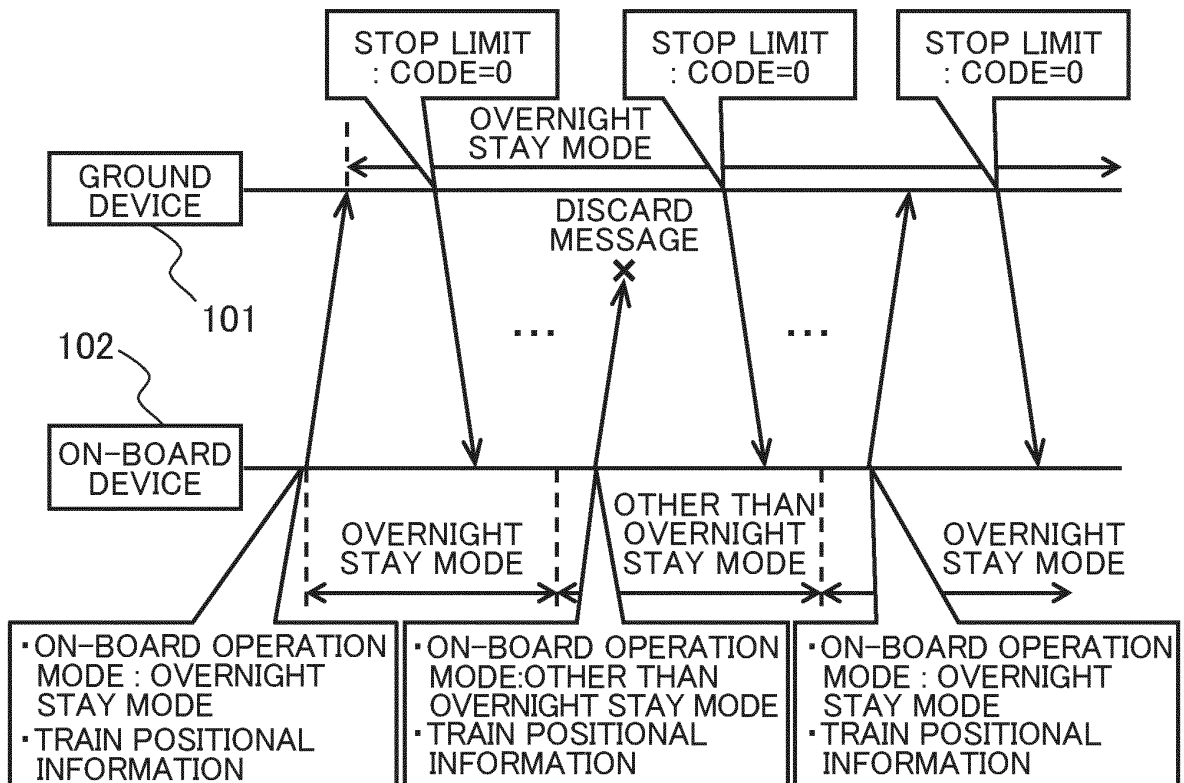 STOP LIMIT
: CODE=0
STOP LIMIT
: CODE=0
STOP LIMIT
: CODE=0
OVERNIGHT
STAY MODE
GROUND
DEVICE
DISCARD
MESSAGE
×
101
...
...
102
ON-BOARD
DEVICE
OVERNIGHT
STAY MODE
OTHER THAN
OVERNIGHT
STAY MODE
OVERNIGHT
STAY MODE
・ON-BOARD OPERATION
MODE : OVERNIGHT
STAY MODE
・TRAIN POSITIONAL
INFORMATION
・ON-BOARD OPERATION
MODE:OTHER THAN
OVERNIGHT STAY MODE
・TRAIN POSITIONAL
INFORMATION
・ON-BOARD OPERATION
MODE : OVERNIGHT
STAY MODE
・TRAIN POSITIONAL
INFORMATION